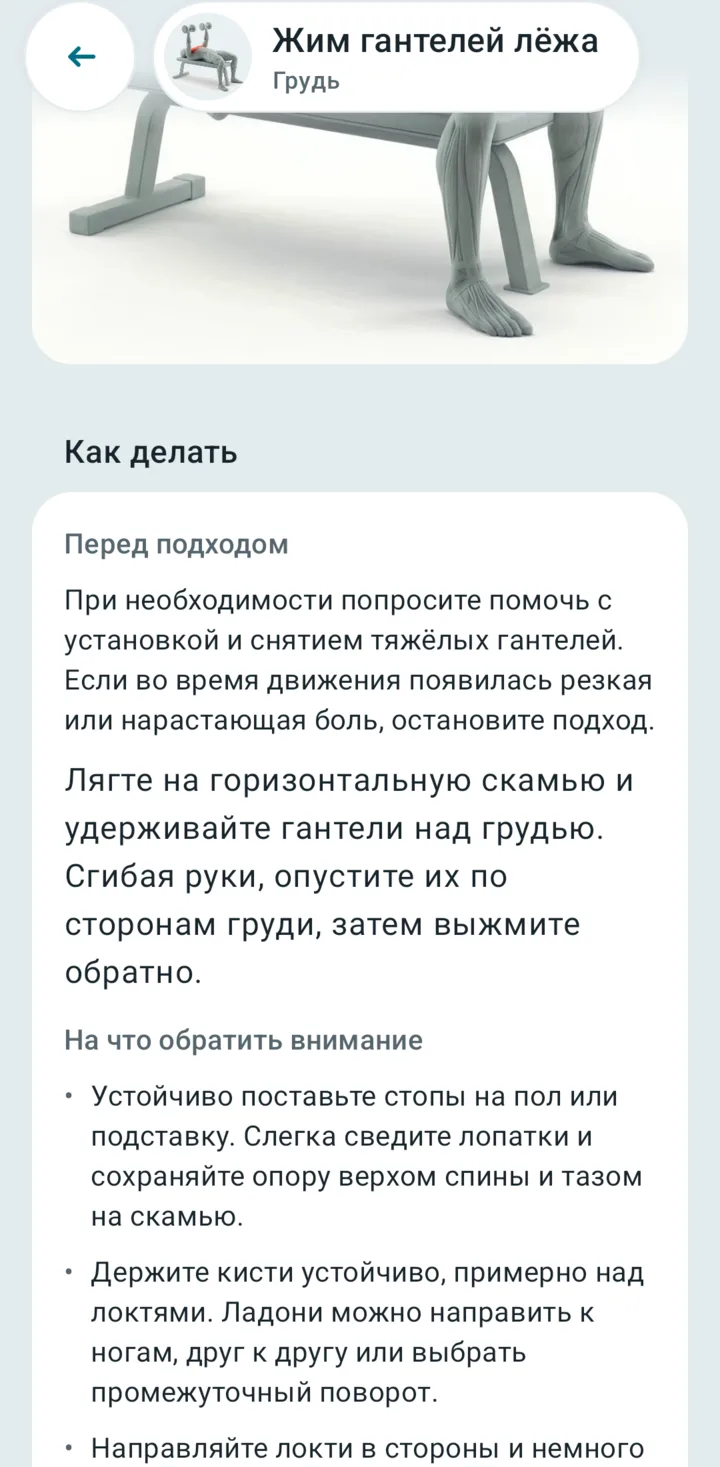 Жим гантелей лёжа
Грудь
Как делать
Перед подходом
При необходимости попросите помочь с
установкой и снятием тяжёлых гантелей.
Если во время движения появилась резкая
или нарастающая боль, остановите подход.
Лягте на горизонтальную скамью и
удерживайте гантели над грудью.
Сгибая руки, опустите их по
сторонам груди, затем выжмите
обратно.
На что обратить внимание
• Устойчиво поставьте стопы на пол или
подставку. Слегка сведите лопатки и
сохраняйте опору верхом спины и тазом
на скамью.
• Держите кисти устойчиво, примерно над
локтями. Ладони можно направить к
ногам, друг к другу или выбрать
промежуточный поворот.
• Направляйте локти в стороны и немного